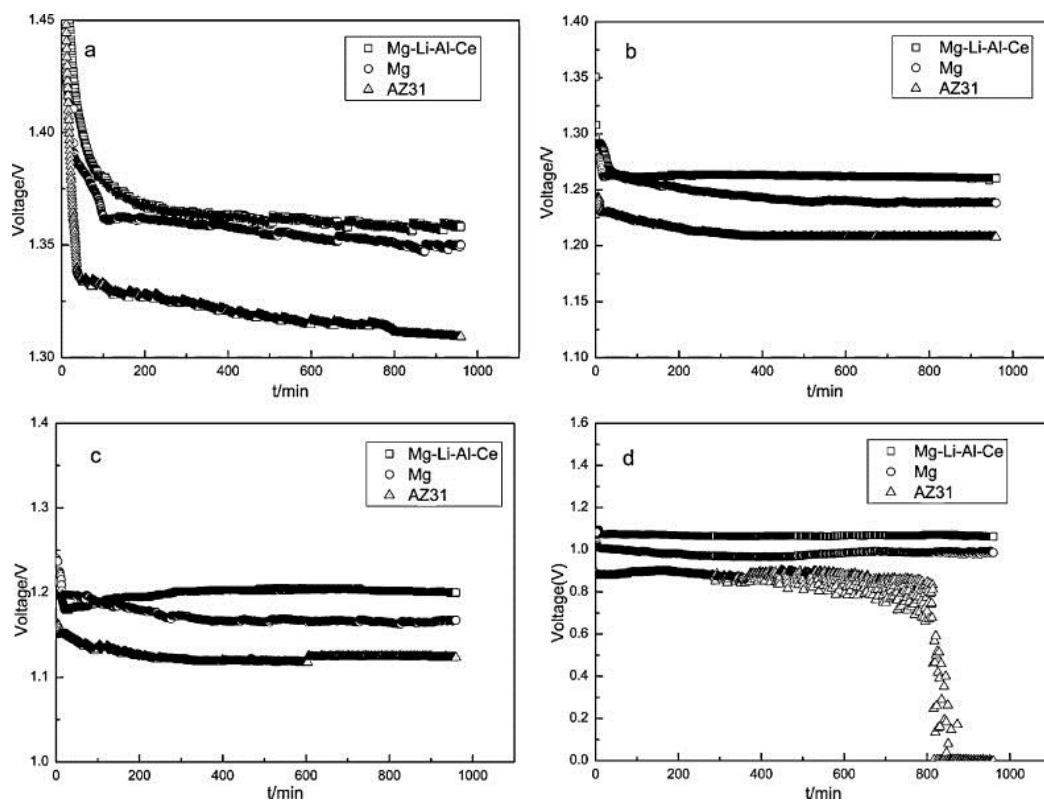 a
Mg-Li-Al-Ce
Mg
AZ31
Voltage/V
1.45
1.40
1.35
1.30
0 200 400 600 800 1000
t/min
b
Mg-Li-Al-Ce
Mg
AZ31
Voltage/V
1.40
1.35
1.30
1.25
1.20
1.15
1.10
0 200 400 600 800 1000
t/min
c
Mg-Li-Al-Ce
Mg
AZ31
Voltage/V
1.4
1.3
1.2
1.1
1.0
0 200 400 600 800 1000
t/min
d
Mg-Li-Al-Ce
Mg
AZ31
Voltage(V)
1.6
1.4
1.2
1.0
0.8
0.6
0.4
0.2
0.0
0 200 400 600 800 1000
t/min